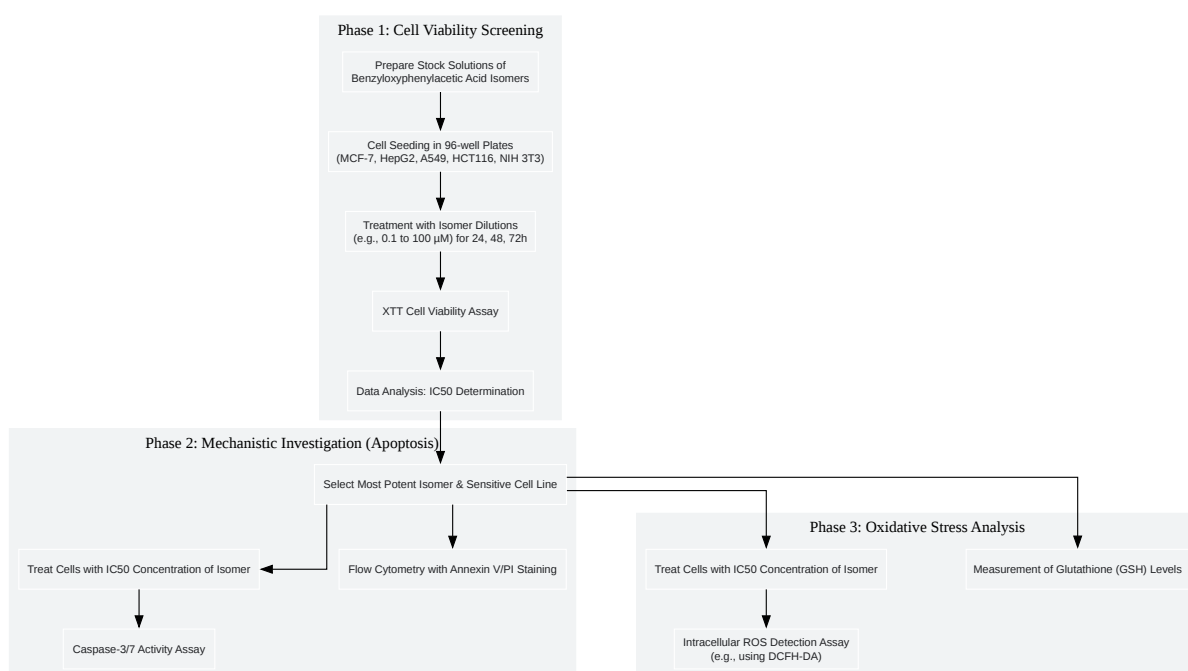 Phase 1: Cell Viability Screening
Prepare Stock Solutions of
Benzyloxyphenylacetic Acid Isomers
Cell Seeding in 96-well Plates
(MCF-7, HepG2, A549, HCT116, NIH 3T3)
Treatment with Isomer Dilutions
(e.g., 0.1 to 100 µM) for 24, 48, 72h
XTT Cell Viability Assay
Data Analysis: IC50 Determination
Phase 2: Mechanistic Investigation (Apoptosis)
Select Most Potent Isomer & Sensitive Cell Line
Treat Cells with IC50 Concentration of Isomer
Flow Cytometry with Annexin V/PI Staining
Caspase-3/7 Activity Assay
Phase 3: Oxidative Stress Analysis
Treat Cells with IC50 Concentration of Isomer
Measurement of Glutathione (GSH) Levels
Intracellular ROS Detection Assay
(e.g., using DCFH-DA)